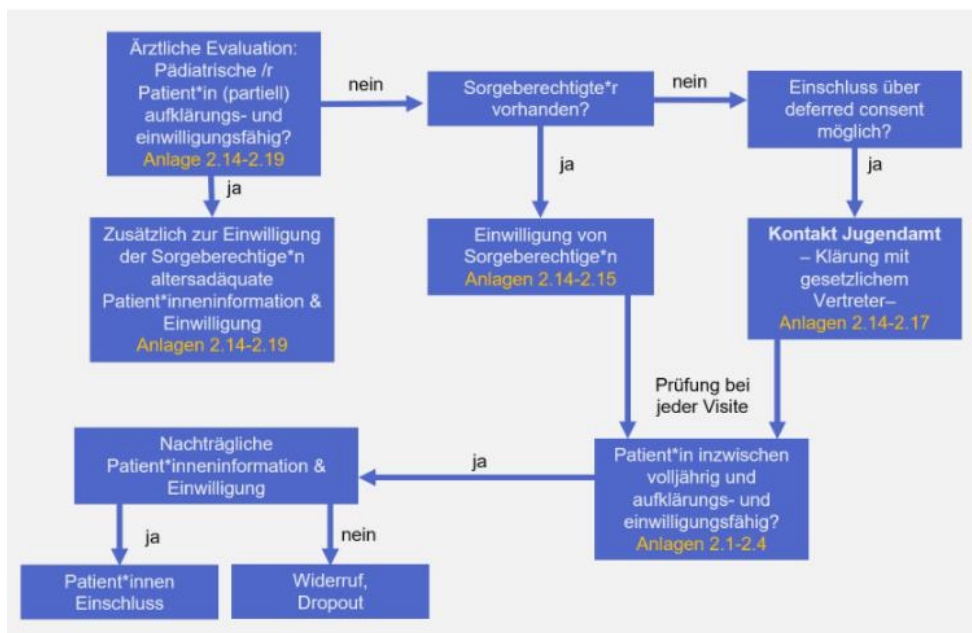 Ärztliche Evaluation:
Pädiatrische /r
Patient*in (partiell)
aufklärungs- und
einwilligungsfähig?
Anlage 2.14-2.19
nein
Sorgeberechtigte*r
vorhanden?
nein
Einschluss über
deferred consent
möglich?
ja
ja
ja
Zusätzlich zur Einwilligung
der Sorgeberechtige*n
altersadäquate
Patient*inneninformation &
Einwilligung
Anlagen 2.14-2.19
Einwilligung von
Sorgeberechtige*n
Anlagen 2.14-2.15
Kontakt Jugendamt
– Klärung mit
gesetzlichem
Vertreter–
Anlagen 2.14-2.17
Prüfung bei
jeder Visite
Nachträgliche
Patient*inneninformation &
Einwilligung
ja
Patient*in inzwischen
volljährig und
aufklärungs- und
einwilligungsfähig?
Anlagen 2.1-2.4
ja
nein
Patient*innen
Einschluss
Widerruf,
Dropout